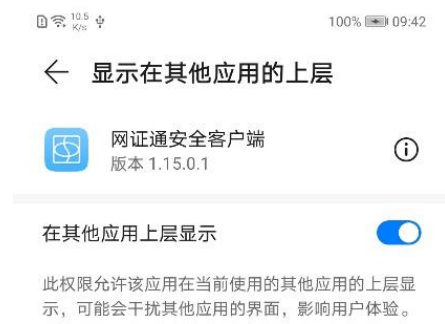 10.5 K/s 100% 09:42
显示在其他应用的上层
网证通安全客户端
版本 1.15.0.1
在其他应用上层显示
此权限允许该应用在当前使用的其他应用的上层显
示，可能会干扰其他应用的界面，影响用户体验。